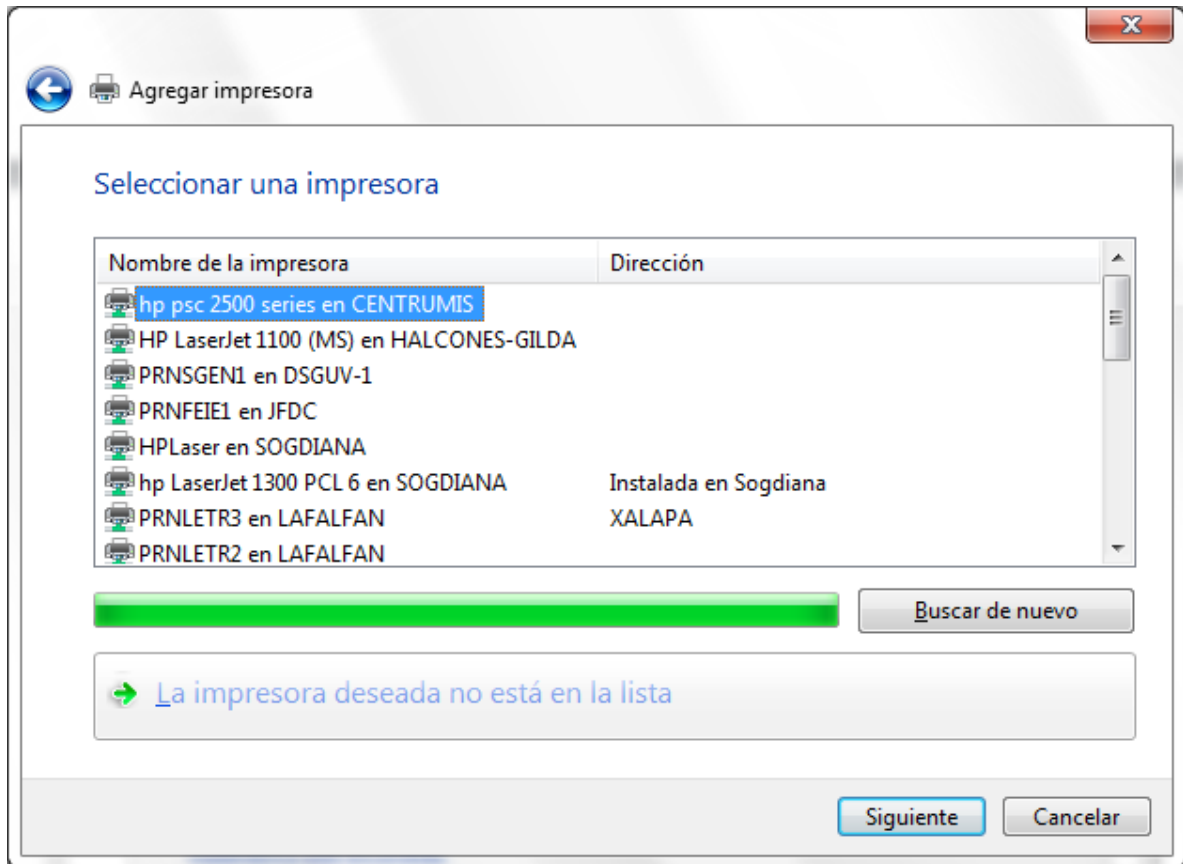 Agregar impresora
Seleccionar una impresora
Nombre de la impresora Dirección
hp psc 2500 series en CENTRUMIS
HP LaserJet 1100 (MS) en HALCONES-GILDA
PRNSGEN1 en DSGUV-1
PRNFEIE1 en JFDC
HPLaser en SOGDIANA
hp LaserJet 1300 PCL 6 en SOGDIANA Instalada en Sogdiana
PRNLETR3 en LAFALFAN XALAPA
PRNLETR2 en LAFALFAN
Buscar de nuevo
La impresora deseada no está en la lista
Siguiente Cancelar